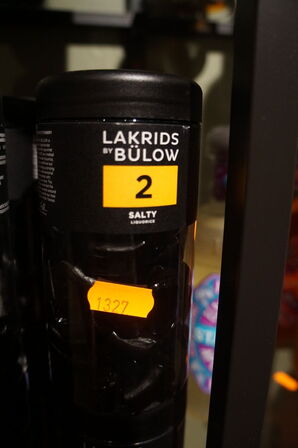 LAKRIDS
BY BÜLOW
2
SALTY
LIQUORICE
1327